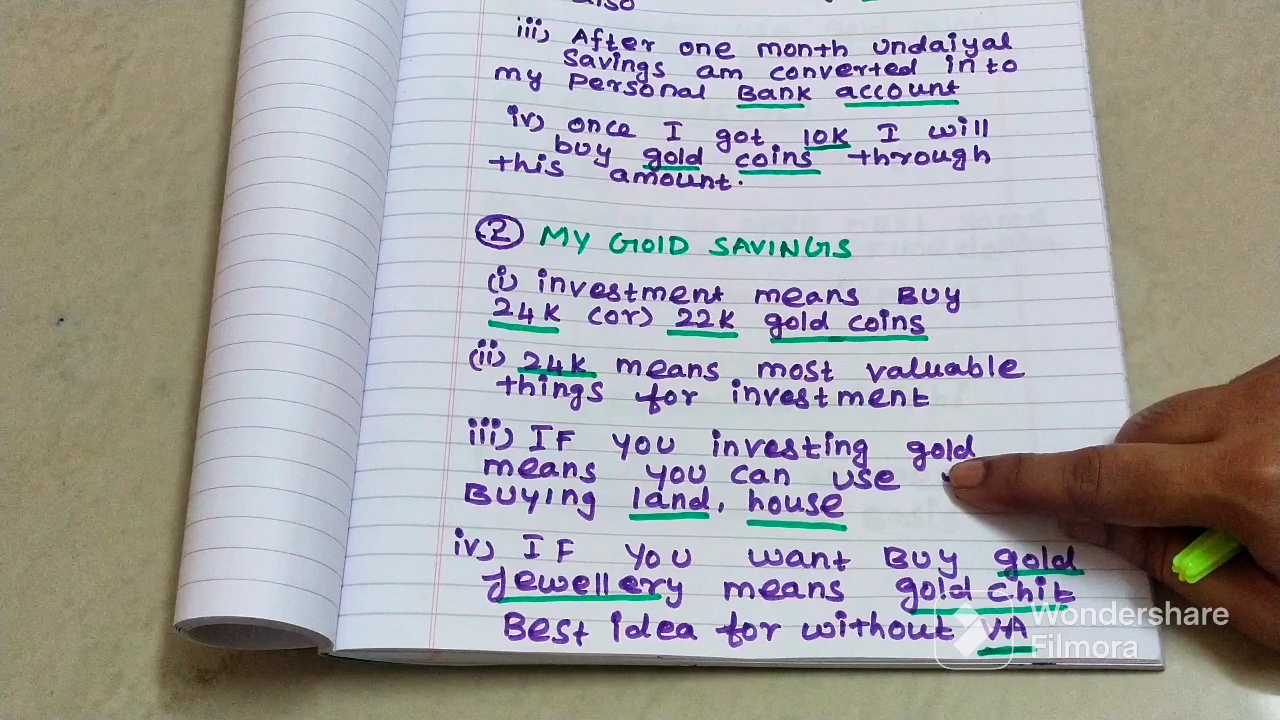 also
iii) After one month undaiyal
savings am converted into
my personal Bank account
iv) once I got 10K I will
buy gold coins through
this amount.
2 MY GOLD SAVINGS
(i) investment means Buy
24K (or) 22K gold coins
(ii) 24K means most valuable
things for investment
iii) IF you investing gold
means you can use
Buying land, house
iv) IF you want Buy gold
Jewellery means gold chit
Best idea for without VA
Wondershare
Filmora